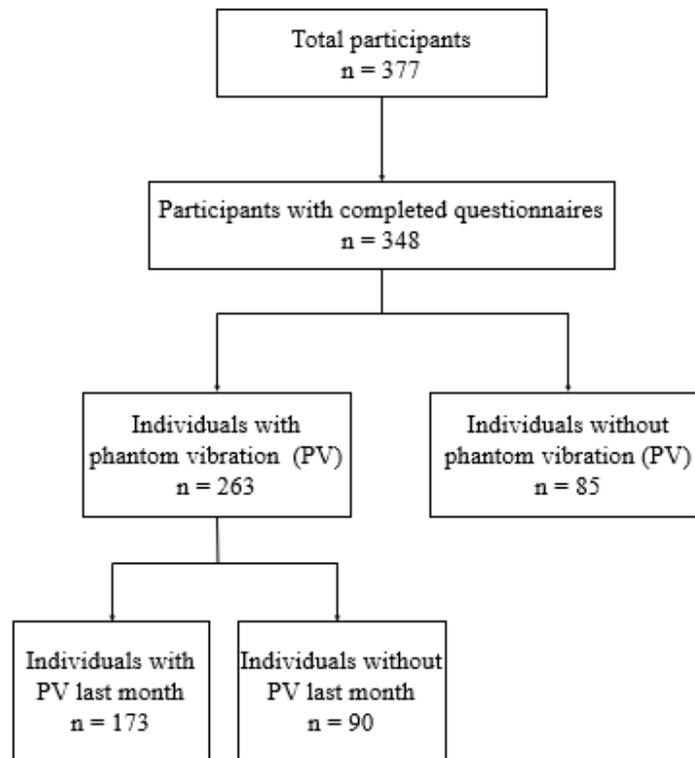 Total participants
n = 377
Participants with completed questionnaires
n = 348
Individuals with
phantom vibration (PV)
n = 263
Individuals without
phantom vibration (PV)
n = 85
Individuals with
PV last month
n = 173
Individuals without
PV last month
n = 90